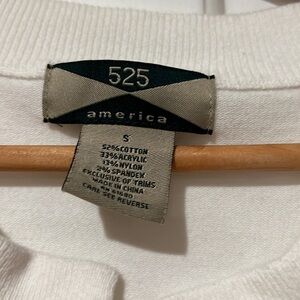 525
america
S
52%COTTON
33%ACRYLIC
13%NYLON
2%SPANDEX
EXCLUSIVE OF TRIMS
MADE IN CHINA
CARE SEE REVERSE